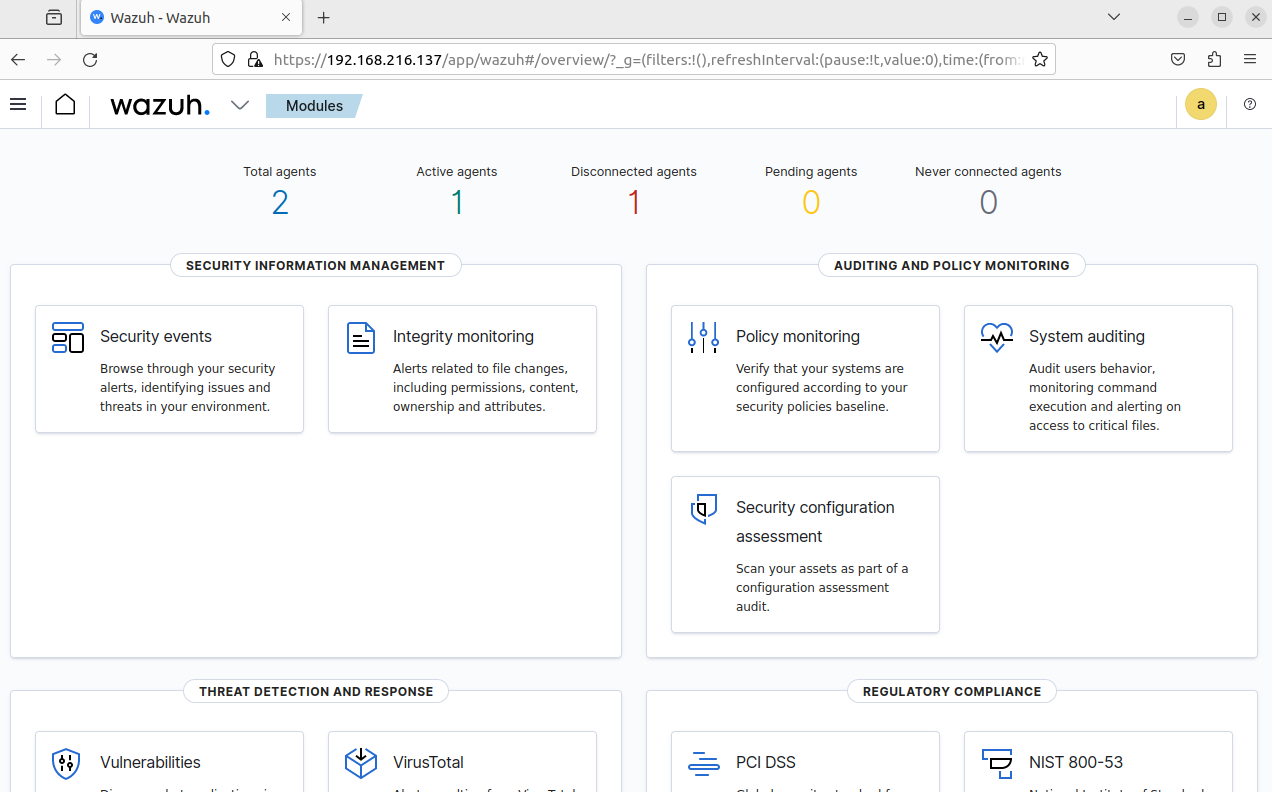 Wazuh - Wazuh
https://192.168.216.137/app/wazuh#/overview/?_g=(filters:!(),refreshInterval:(pause:!t,value:0),time:(from:
wazuh. Modules a
Total agents Active agents Disconnected agents Pending agents Never connected agents
2 1 1 0 0
SECURITY INFORMATION MANAGEMENT
Security events
Browse through your security
alerts, identifying issues and
threats in your environment.
Integrity monitoring
Alerts related to file changes,
including permissions, content,
ownership and attributes.
AUDITING AND POLICY MONITORING
Policy monitoring
Verify that your systems are
configured according to your
security policies baseline.
System auditing
Audit users behavior,
monitoring command
execution and alerting on
access to critical files.
Security configuration
assessment
Scan your assets as part of a
configuration assessment
audit.
THREAT DETECTION AND RESPONSE
Vulnerabilities
VirusTotal
REGULATORY COMPLIANCE
PCI DSS
NIST 800-53